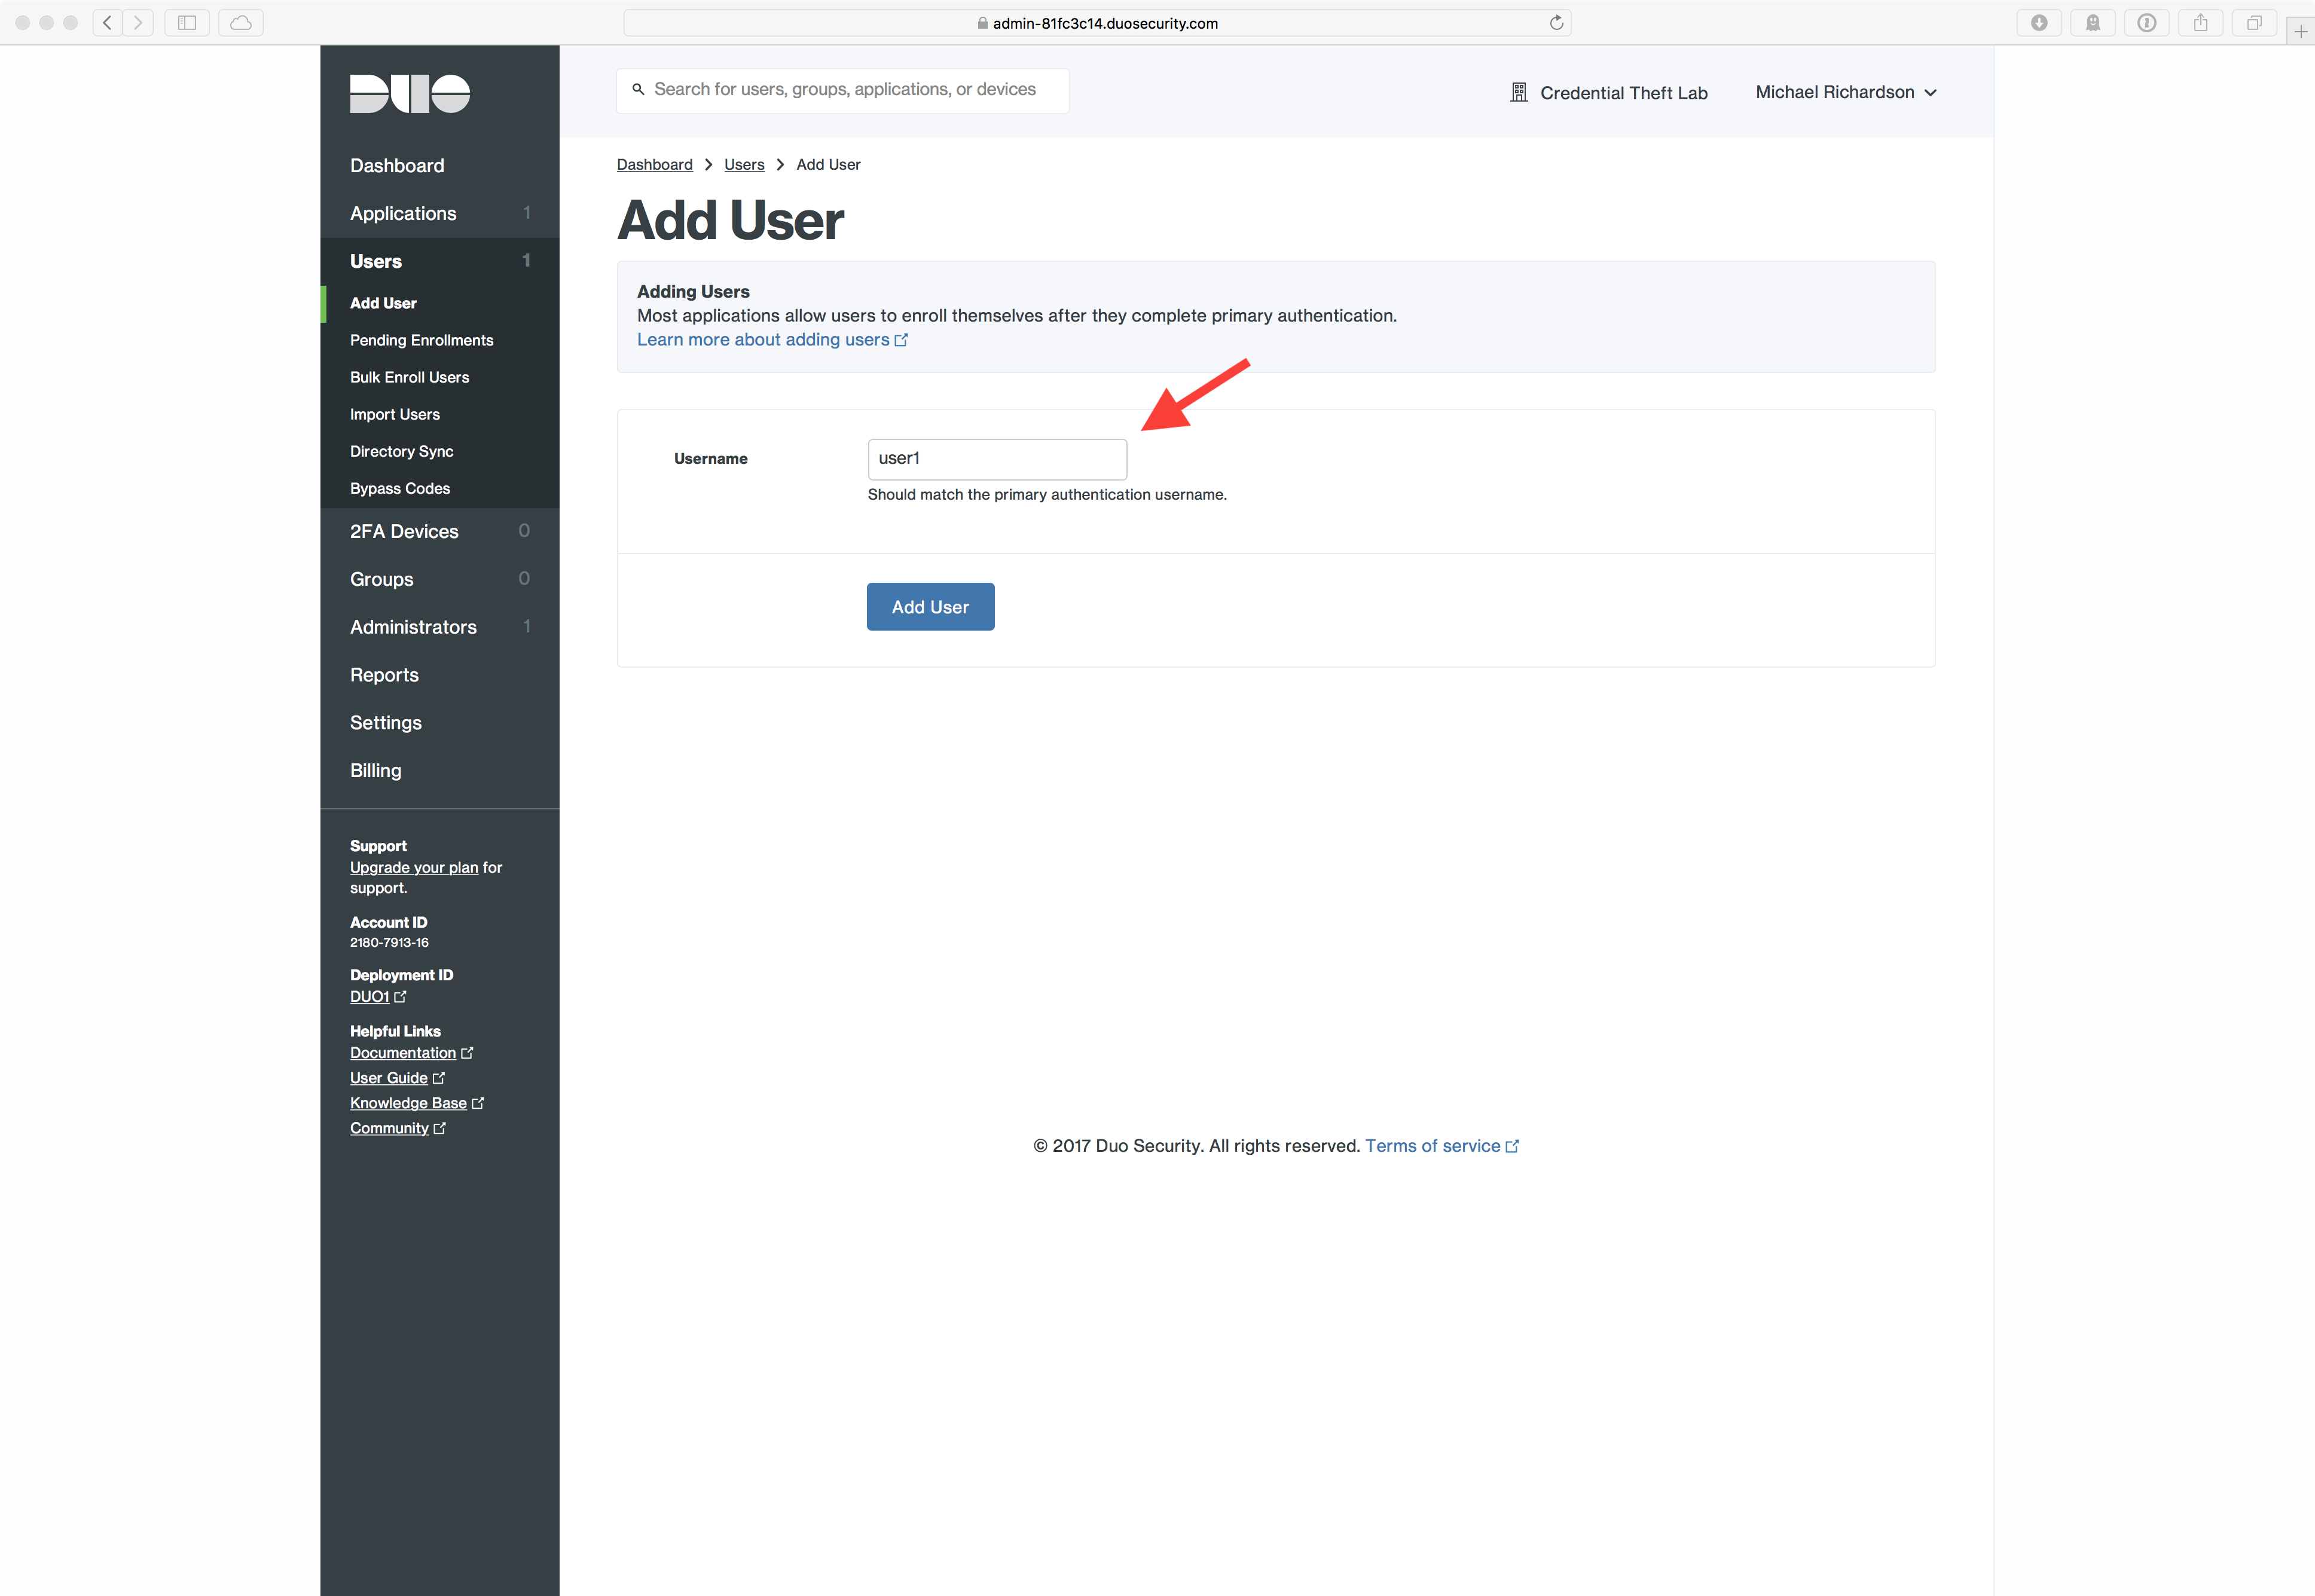 admin-81fc3c14.duosecurity.com
DUO
Search for users, groups, applications, or devices
Credential Theft Lab
Michael Richardson
Dashboard
Applications 1
Users 1
Add User
Pending Enrollments
Bulk Enroll Users
Import Users
Directory Sync
Bypass Codes
2FA Devices 0
Groups 0
Administrators 1
Reports
Settings
Billing
Support
Upgrade your plan for
support.
Account ID
2180-7913-16
Deployment ID
DUO1
Helpful Links
Documentation
User Guide
Knowledge Base
Community
Dashboard > Users > Add User
Add User
Adding Users
Most applications allow users to enroll themselves after they complete primary authentication.
Learn more about adding users
Username user1
Should match the primary authentication username.
Add User
© 2017 Duo Security. All rights reserved. Terms of service